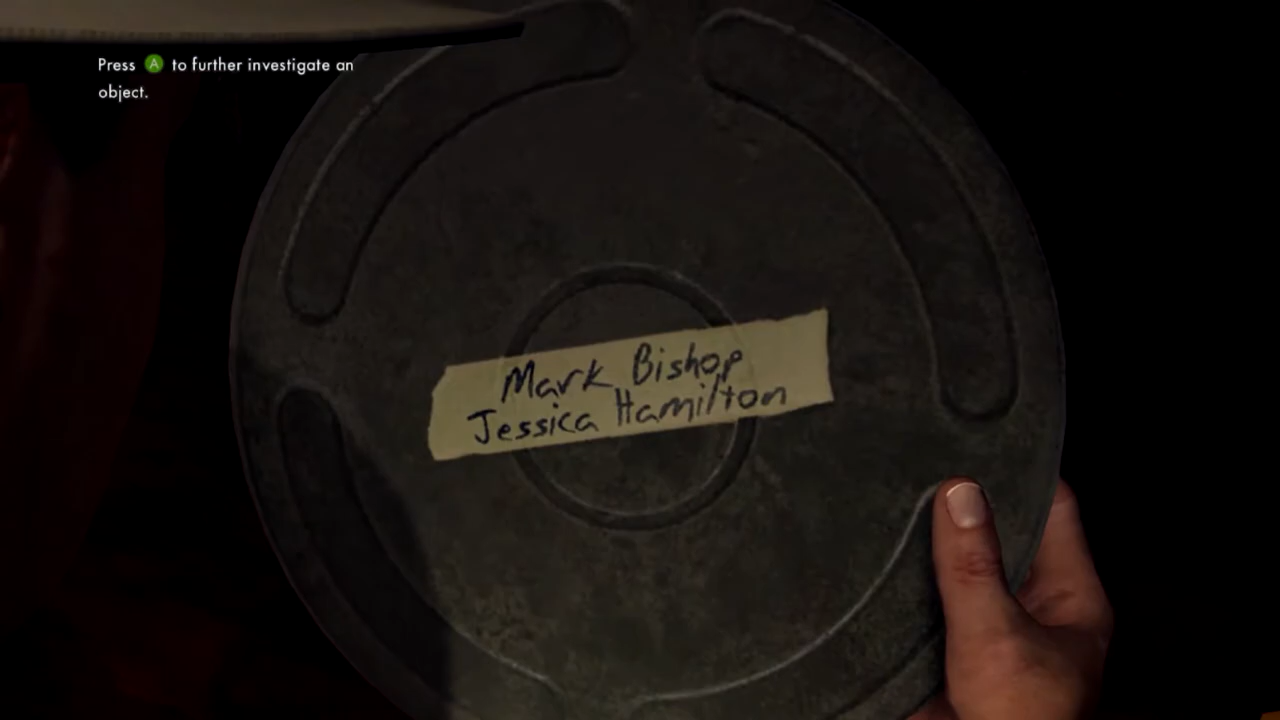 Press A to further investigate an
object.
Mark Bishop
Jessica Hamilton